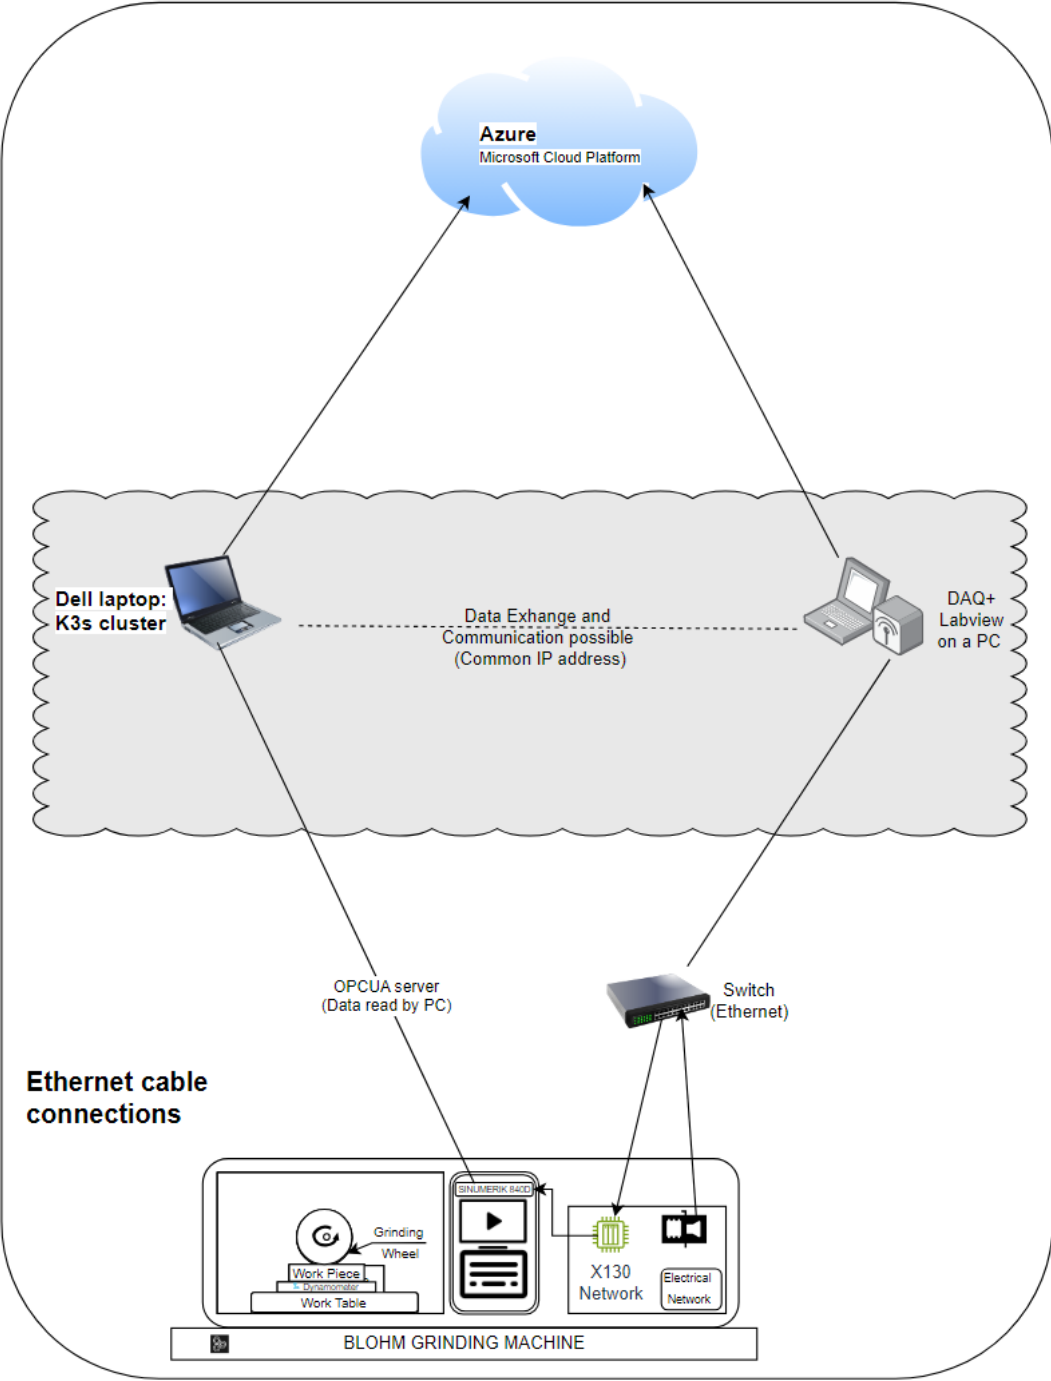 Azure
Microsoft Cloud Platform
Dell laptop:
K3s cluster
Data Exhange and
Communication possible
(Common IP address)
DAQ+
Labview
on a PC
OPCUA server
(Data read by PC)
Switch
(Ethernet)
Ethernet cable
connections
SINUMERIK 840D
Grinding
Wheel
Work Piece
Dynamometer
Work Table
X130
Network
Electrical
Network
BLOHM GRINDING MACHINE